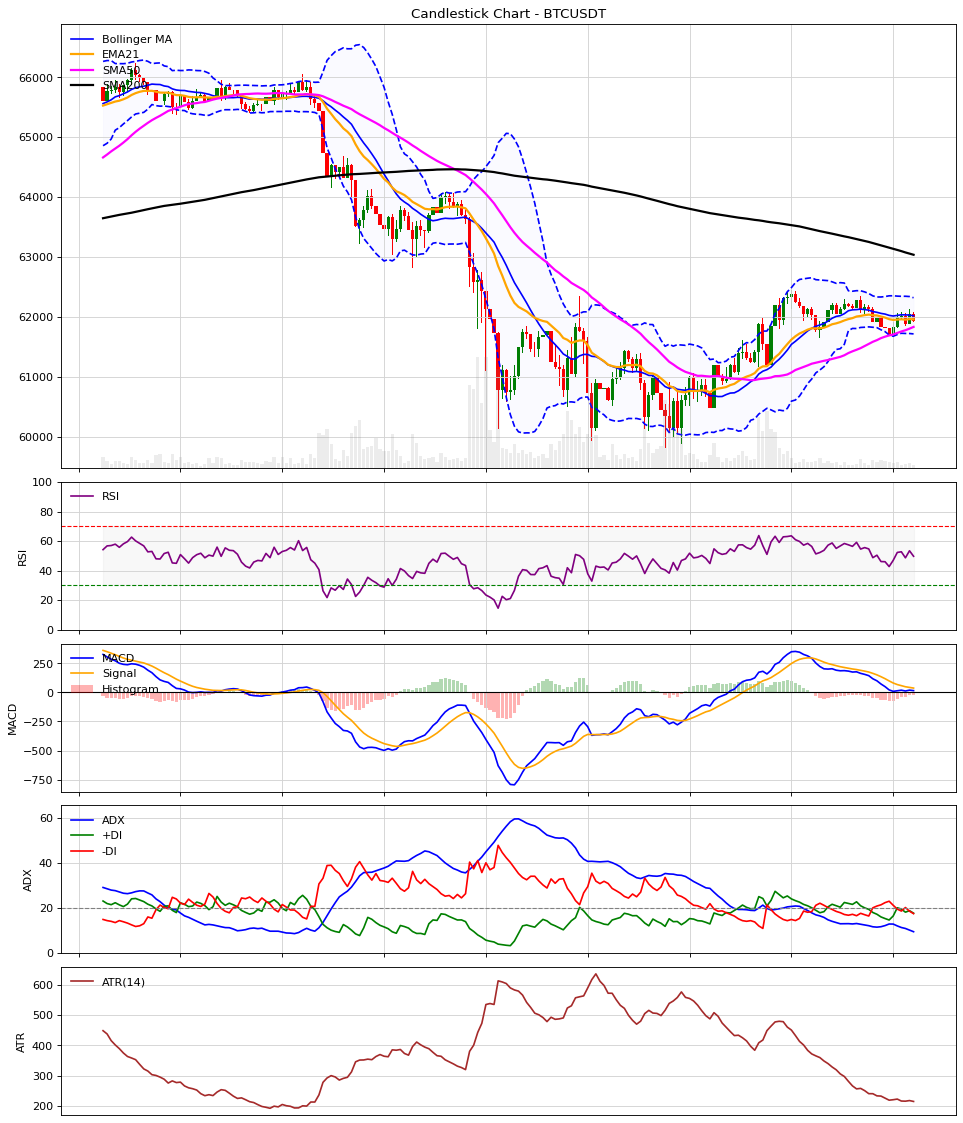 Candlestick Chart - BTCUSDT
Bollinger MA
EMA21
SMA50
SMA200
66000
65000
64000
63000
62000
61000
60000
RSI
100
80
60
40
20
0
RSI
MACD
Signal
Histogram
250
0
−250
−500
−750
MACD
ADX
+DI
-DI
60
40
20
0
ADX
ATR(14)
600
500
400
300
200
ATR